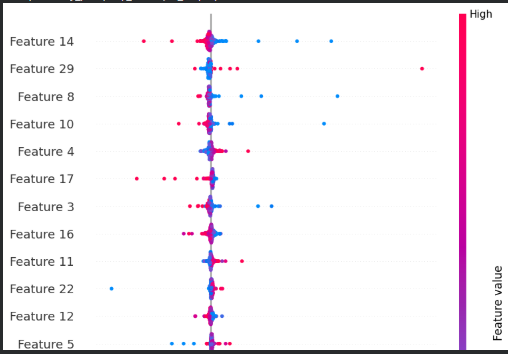 High
Feature 14
Feature 29
Feature 8
Feature 10
Feature 4
Feature 17
Feature 3
Feature 16
Feature 11
Feature 22
Feature 12
Feature 5
Feature value